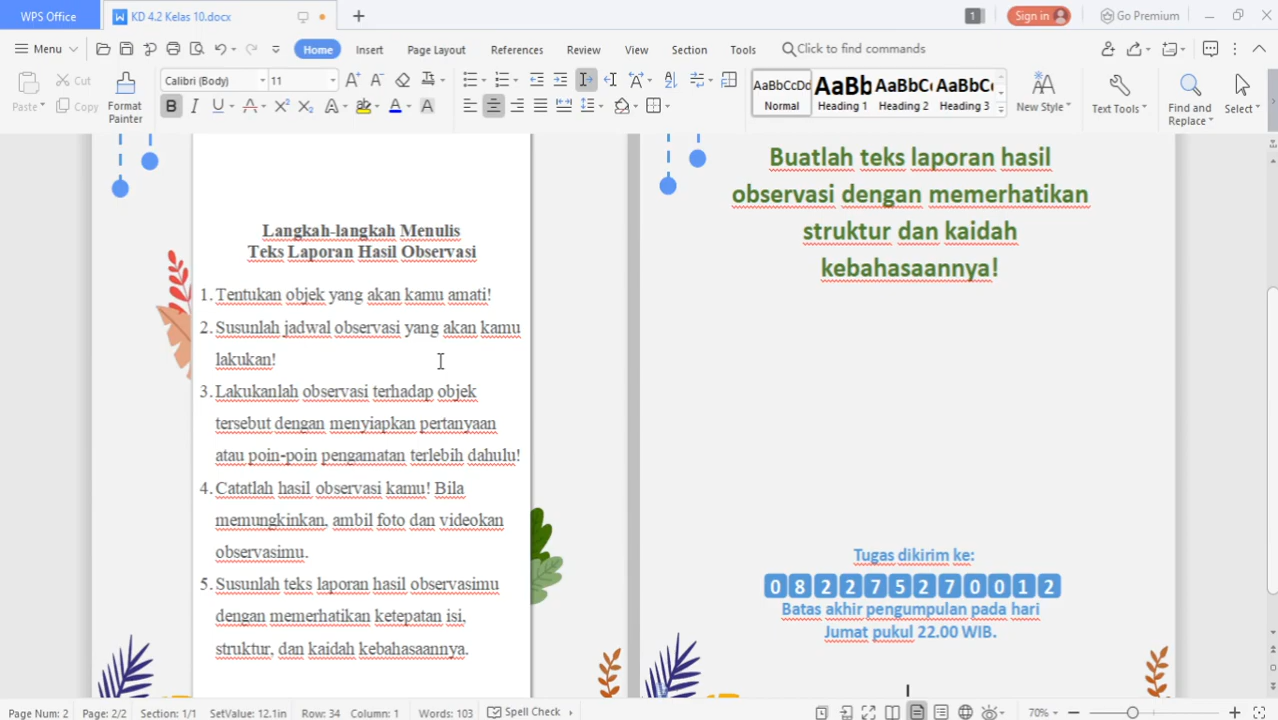 WPS Office
KD 4.2 Kelas 10.docx
1
Sign in
Go Premium
Menu
Home
Insert
Page Layout
References
Review
View
Section
Tools
Click to find commands
Paste
Cut
Copy
Format
Painter
Calibri (Body)
11
AaBbCcDd
Normal
AaBb
Heading 1
AaBbC
Heading 2
AaBbC
Heading 3
New Style
Text Tools
Find and
Replace
Select
Langkah-langkah Menulis
Teks Laporan Hasil Observasi
1. Tentukan objek yang akan kamu amati!
2. Susunlah jadwal observasi yang akan kamu
lakukan!
3. Lakukanlah observasi terhadap objek
tersebut dengan menyiapkan pertanyaan
atau poin-poin pengamatan terlebih dahulu!
4. Catatlah hasil observasi kamu! Bila
memungkinkan, ambil foto dan videokan
observasimu.
5. Susunlah teks laporan hasil observasimu
dengan memerhatikan ketepatan isi,
struktur, dan kaidah kebahasaannya.
Buatlah teks laporan hasil
observasi dengan memerhatikan
struktur dan kaidah
kebahasaannya!
Tugas dikirim ke:
082275270012
Batas akhir pengumpulan pada hari
Jumat pukul 22.00 WIB.
Page Num: 2
Page: 2/2
Section: 1/1
SetValue: 12.1in
Row: 34
Column: 1
Words: 103
Spell Check
70%